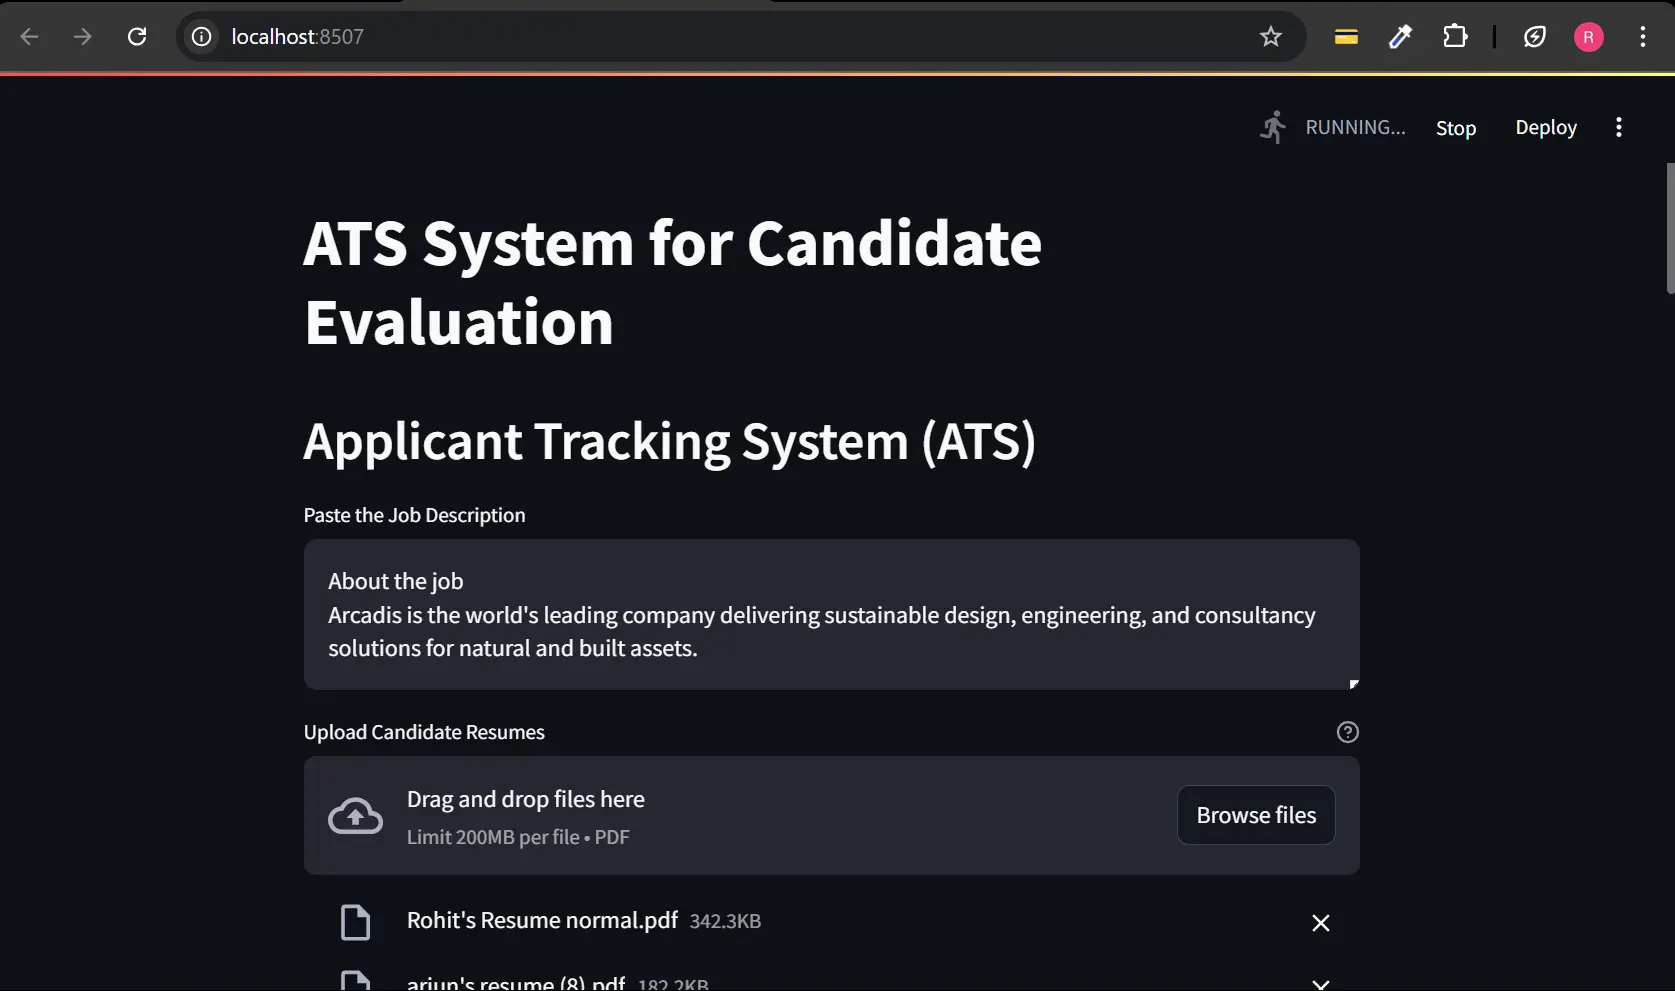 localhost:8507
R
RUNNING...
Stop
Deploy
ATS System for Candidate
Evaluation
Applicant Tracking System (ATS)
Paste the Job Description
About the job
Arcadis is the world's leading company delivering sustainable design, engineering, and consultancy
solutions for natural and built assets.
Upload Candidate Resumes
Drag and drop files here
Limit 200MB per file • PDF
Browse files
Rohit's Resume normal.pdf 342.3KB
arjun's resume (8).pdf 182.2KB